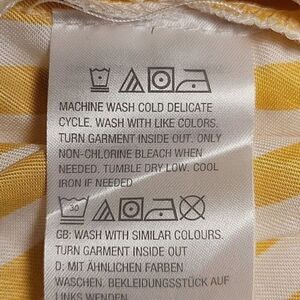 MACHINE WASH COLD DELICATE
CYCLE. WASH WITH LIKE COLORS.
TURN GARMENT INSIDE OUT. ONLY
NON-CHLORINE BLEACH WHEN
NEEDED. TUMBLE DRY LOW. COOL
IRON IF NEEDED
30
GB: WASH WITH SIMILAR COLOURS.
TURN GARMENT INSIDE OUT
D: MIT ÄHNLICHEN FARBEN
WASCHEN. BEKLEIDUNGSSTÜCK AUF
LINKS WENDEN